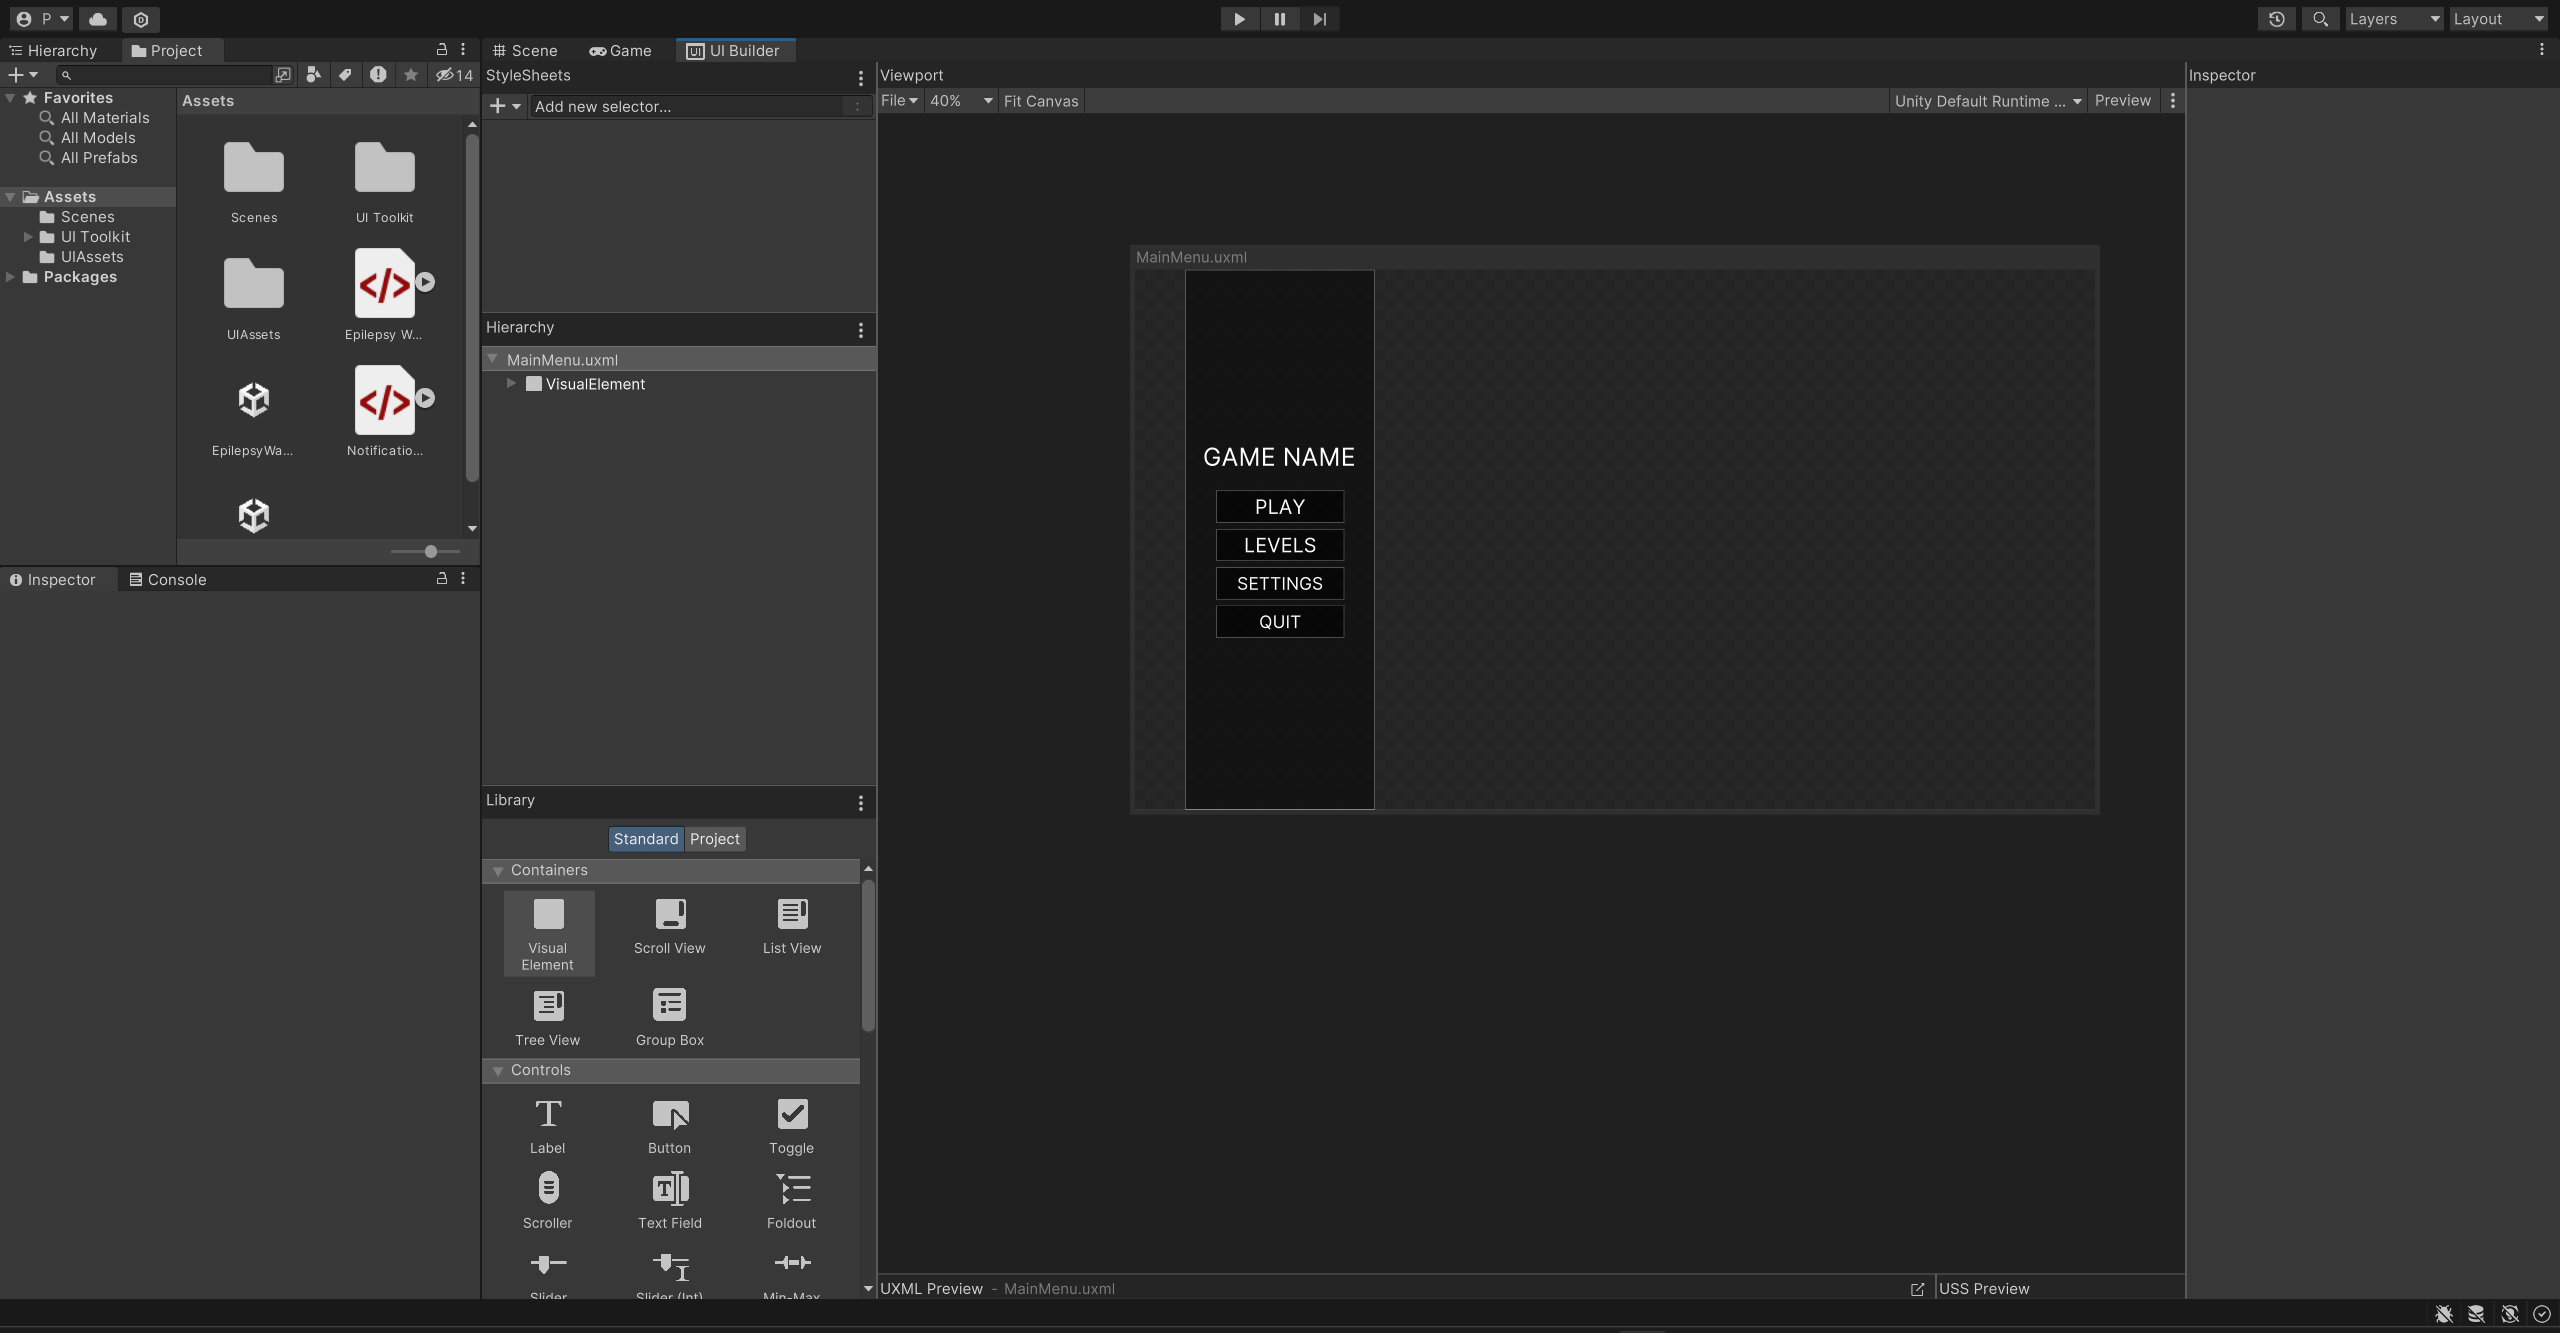 P
Layers
Layout
Hierarchy
Project
14
Favorites
All Materials
All Models
All Prefabs
Assets
Scenes
UI Toolkit
UIAssets
Packages
Assets
Scenes
UI Toolkit
UIAssets
Epilepsy W...
EpilepsyWa...
Notificatio...
Inspector
Console
Scene
Game
UI Builder
StyleSheets
Add new selector...
Hierarchy
MainMenu.uxml
VisualElement
Library
Standard
Project
Containers
Visual
Element
Scroll View
List View
Tree View
Group Box
Controls
Label
Button
Toggle
Scroller
Text Field
Foldout
Slider
Slider (Int)
Min-Max
Viewport
File
40%
Fit Canvas
Unity Default Runtime ...
Preview
MainMenu.uxml
GAME NAME
PLAY
LEVELS
SETTINGS
QUIT
UXML Preview - MainMenu.uxml
USS Preview
Inspector